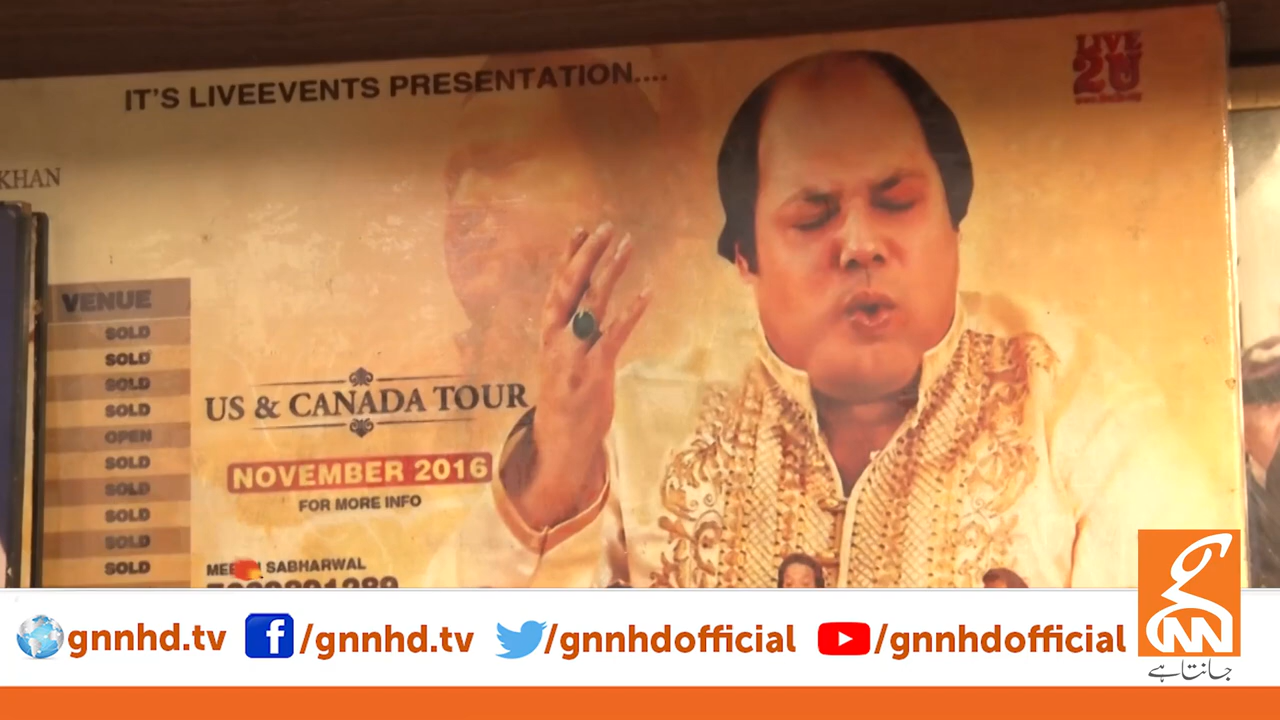 IT'S LIVEEVENTS PRESENTATION....
LIVE
2U
KHAN
VENUE
SOLD
SOLD
SOLD
SOLD
OPEN
SOLD
SOLD
SOLD
SOLD
SOLD
US & CANADA TOUR
NOVEMBER 2016
FOR MORE INFO
SABHARWAL
gnnhd.tv
/gnnhd.tv
/gnnhdofficial
/gnnhdofficial
GNN
جانتا ہے